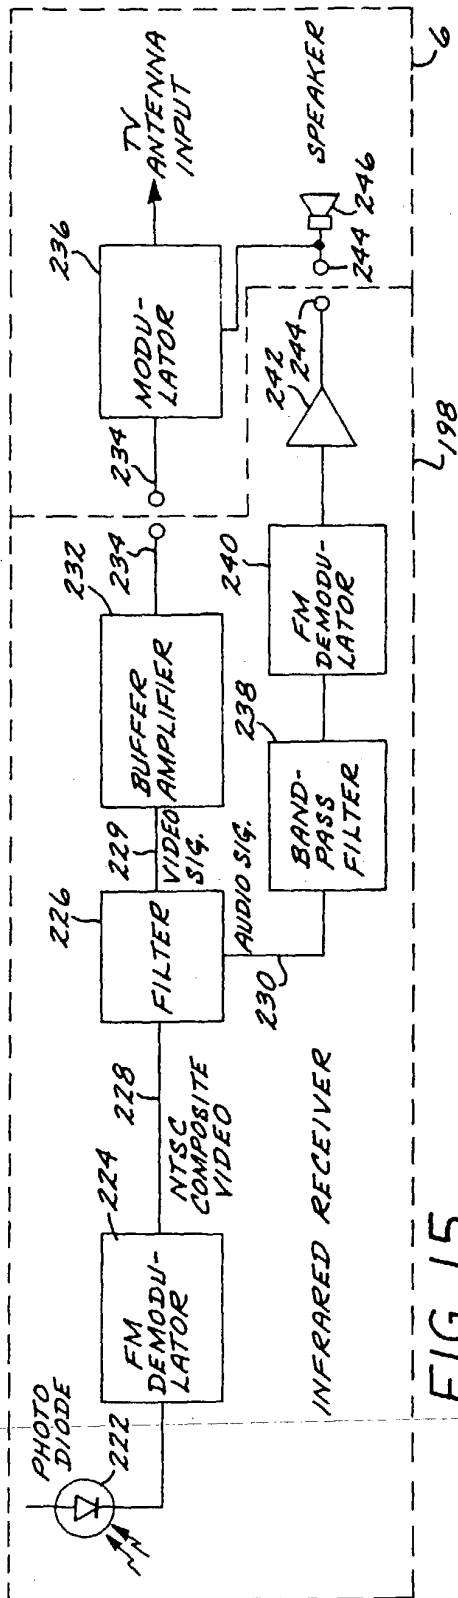 PHOTO
DIODE
222
FM
DEMODU-
LATOR
224
228
NTSC
COMPOSITE
VIDEO
226
FILTER
229
VIDEO
SIG.
AUDIO SIG.
230
232
BUFFER
AMPLIFIER
234
234
236
MODU-
LATOR
TV
ANTENNA
INPUT
238
BAND-
PASS
FILTER
240
FM
DEMODU-
LATOR
242
244
244
246
SPEAKER
INFRARED RECEIVER
198
6
FIG. 15